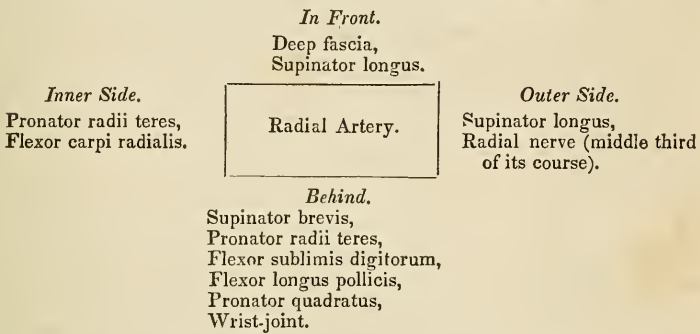 In Front.
Deep fascia,
Supinator longus.
Inner Side.
Pronator radii teres,
Flexor carpi radialis.
Radial Artery.
Outer Side.
Supinator longus,
Radial nerve (middle third
of its course).
Behind.
Supinator brevis,
Pronator radii teres,
Flexor sublimis digitorum,
Flexor longus pollicis,
Pronator quadratus,
Wrist-joint.